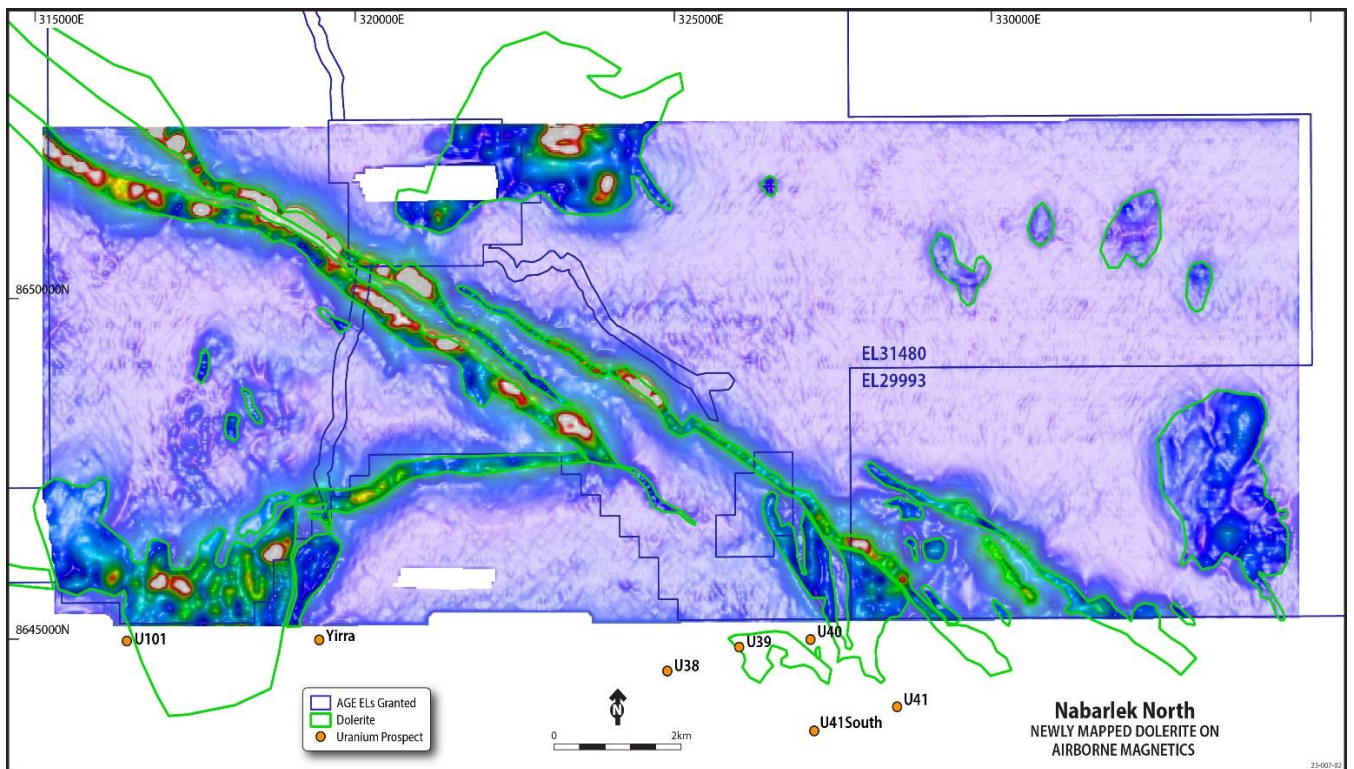 315000E
320000E
325000E
330000E
8650000N
EL31480
EL29993
8645000N
U101
Yirra
U38
U39
U40
U41
U41South
AGE ELs Granted
Dolerite
Uranium Prospect
N
0
2km
Nabarlek North
NEWLY MAPPED DOLERITE ON
AIRBORNE MAGNETICS
23-007-02